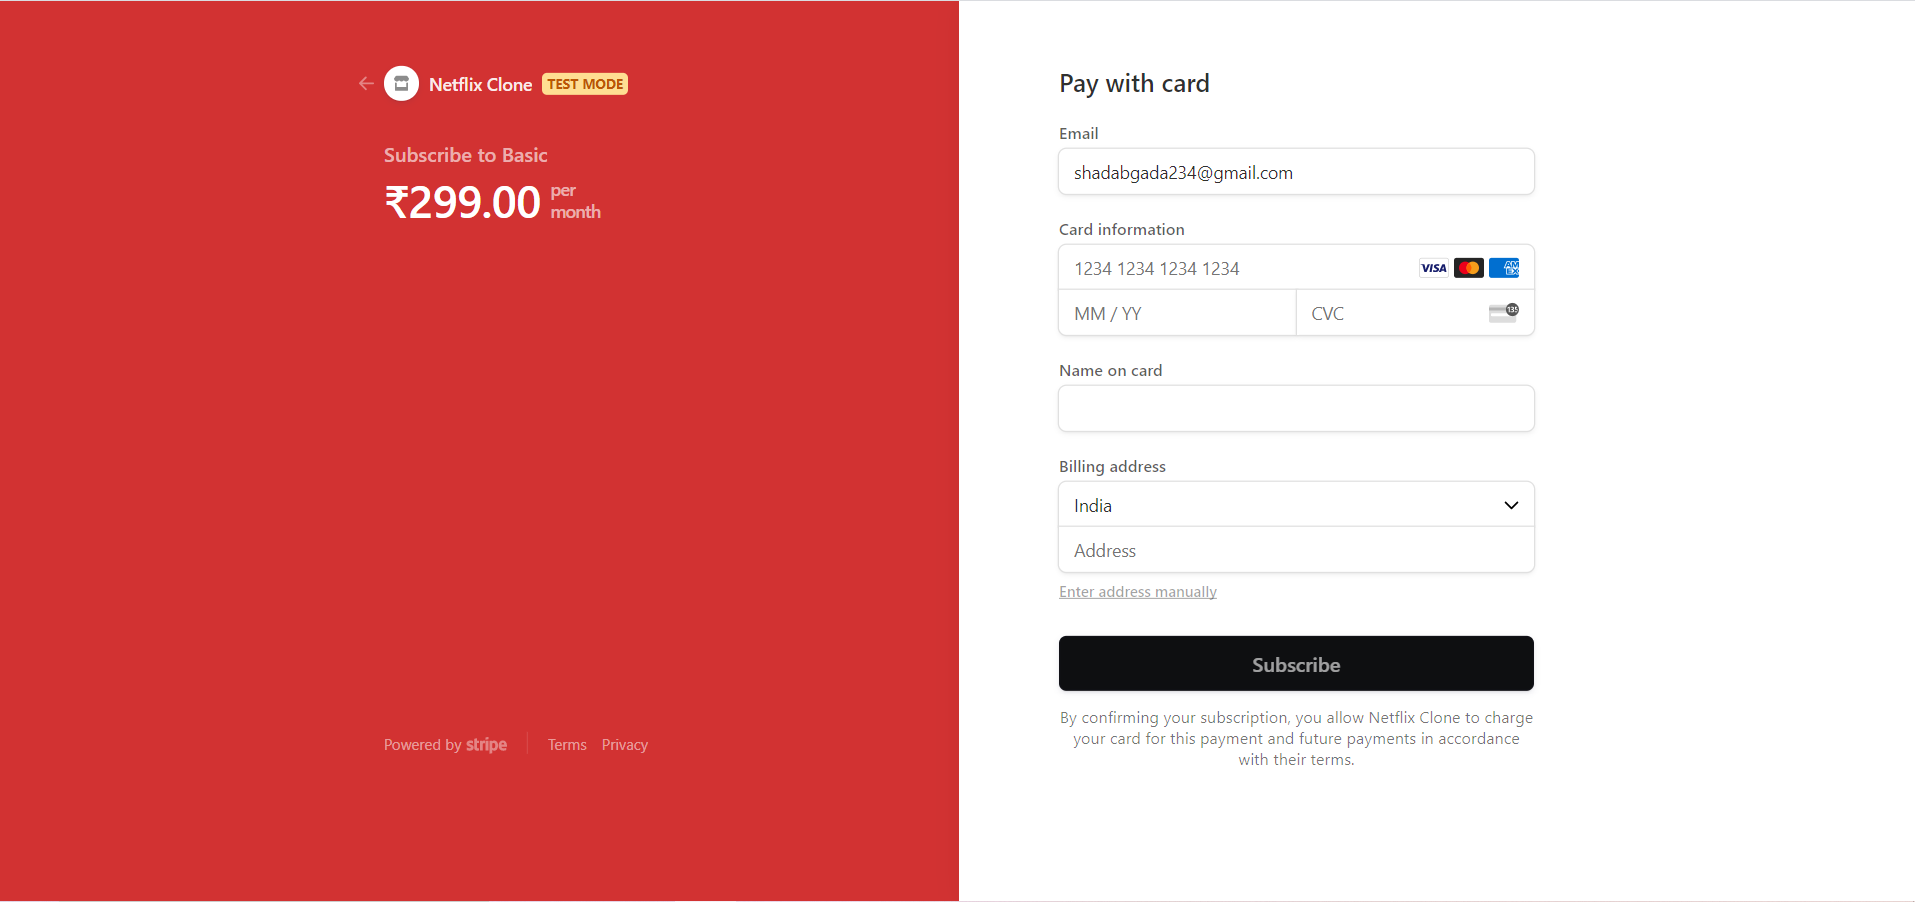 Netflix Clone TEST MODE
Subscribe to Basic
₹299.00 per
month
Powered by stripe
Terms Privacy
Pay with card
Email
shadabgada234@gmail.com
Card information
1234 1234 1234 1234 VISA AMEX
MM / YY CVC 135
Name on card
Billing address
India
Address
Enter address manually
Subscribe
By confirming your subscription, you allow Netflix Clone to charge
your card for this payment and future payments in accordance
with their terms.